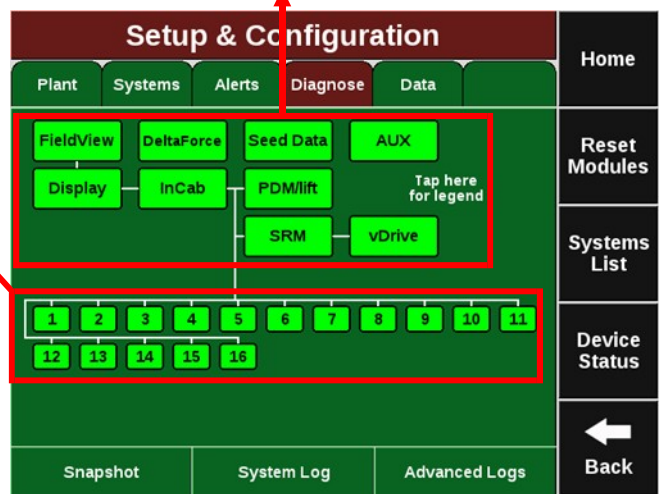 Setup & Configuration
Home
Plant Systems Alerts Diagnose Data
FieldView DeltaForce Seed Data AUX
Reset
Modules
Display InCab PDM/lift
Tap here
for legend
SRM vDrive
Systems
List
1 2 3 4 5 6 7 8 9 10 11
12 13 14 15 16
Device
Status
Snapshot System Log Advanced Logs
Back